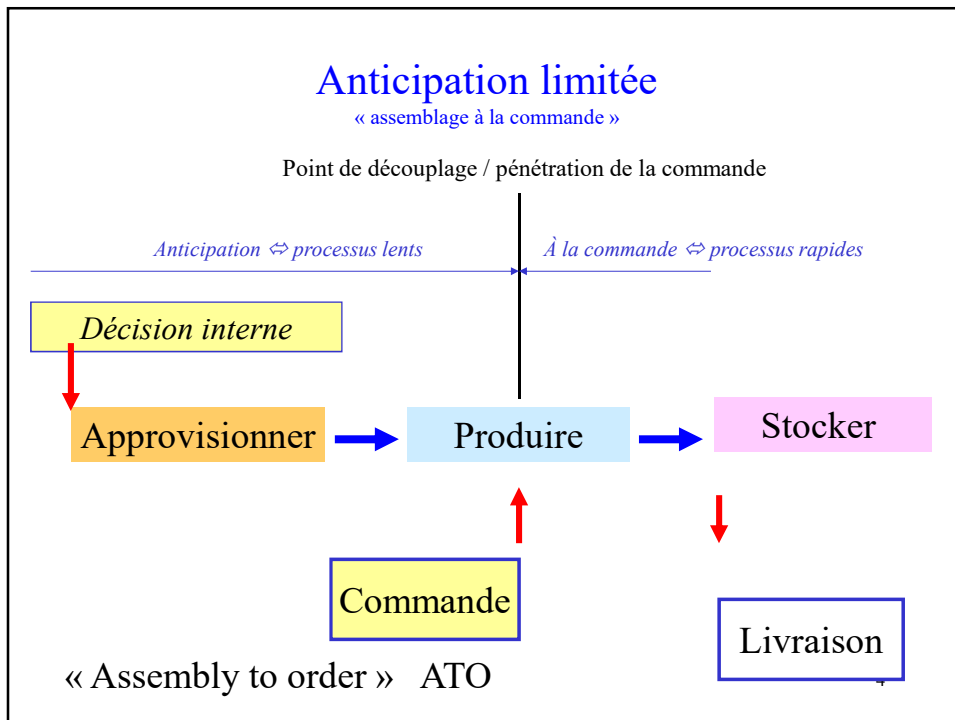 Anticipation limitée
« assemblage à la commande »
Point de découplage / pénétration de la commande
Anticipation ⇔ processus lents
À la commande ⇔ processus rapides
Décision interne
Approvisionner
Produire
Stocker
Commande
Livraison
« Assembly to order » ATO